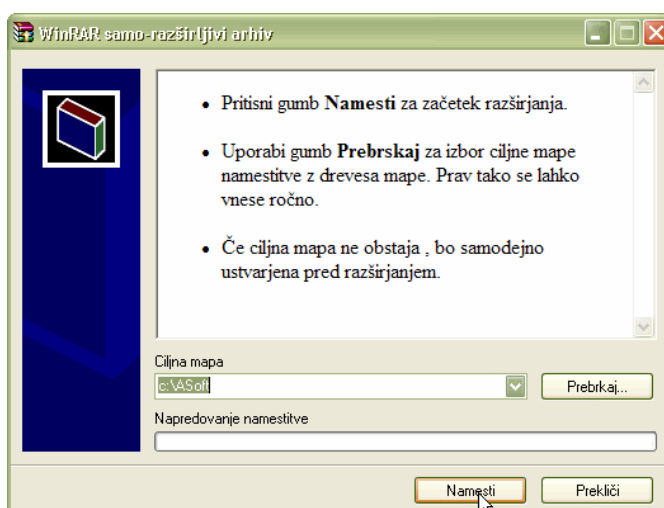 WinRAR samo-razširljivi arhiv
• Pritisni gumb Namesti za začetek razširjanja.
• Uporabi gumb Prebrskaj za izbor ciljne mape
namestitve z drevesa mape. Prav tako se lahko
vnese ročno.
• Če ciljna mapa ne obstaja , bo samodejno
ustvarjena pred razširjanjem.
Ciljna mapa
c:\ASoft
Prebrkaj...
Napredovanje namestitve
Namesti
Prekliči